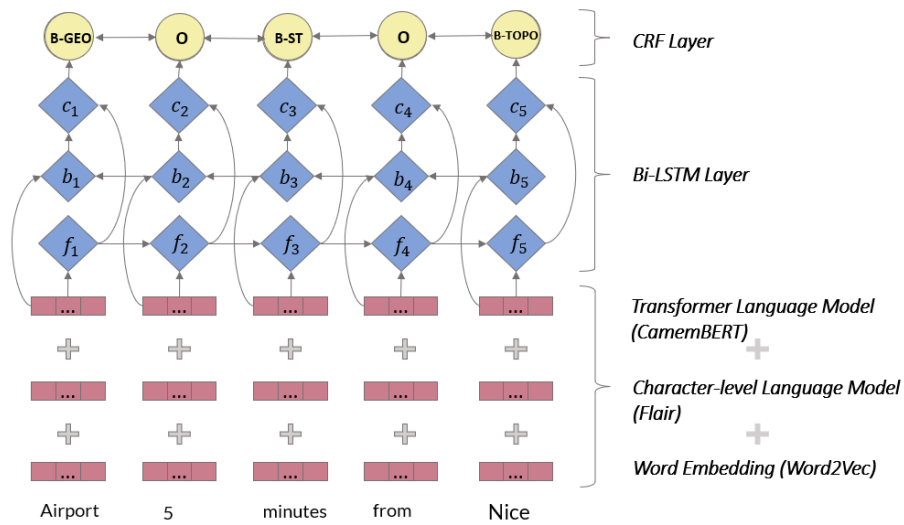 B-GEO O B-ST O B-TOPO
CRF Layer
c1 c2 c3 c4 c5
b1 b2 b3 b4 b5
Bi-LSTM Layer
f1 f2 f3 f4 f5
... ... ... ... ...
Transformer Language Model
(CamemBERT)
+ + + + + +
... ... ... ... ...
Character-level Language Model
(Flair)
+ + + + + +
... ... ... ... ...
Word Embedding (Word2Vec)
Airport 5 minutes from Nice